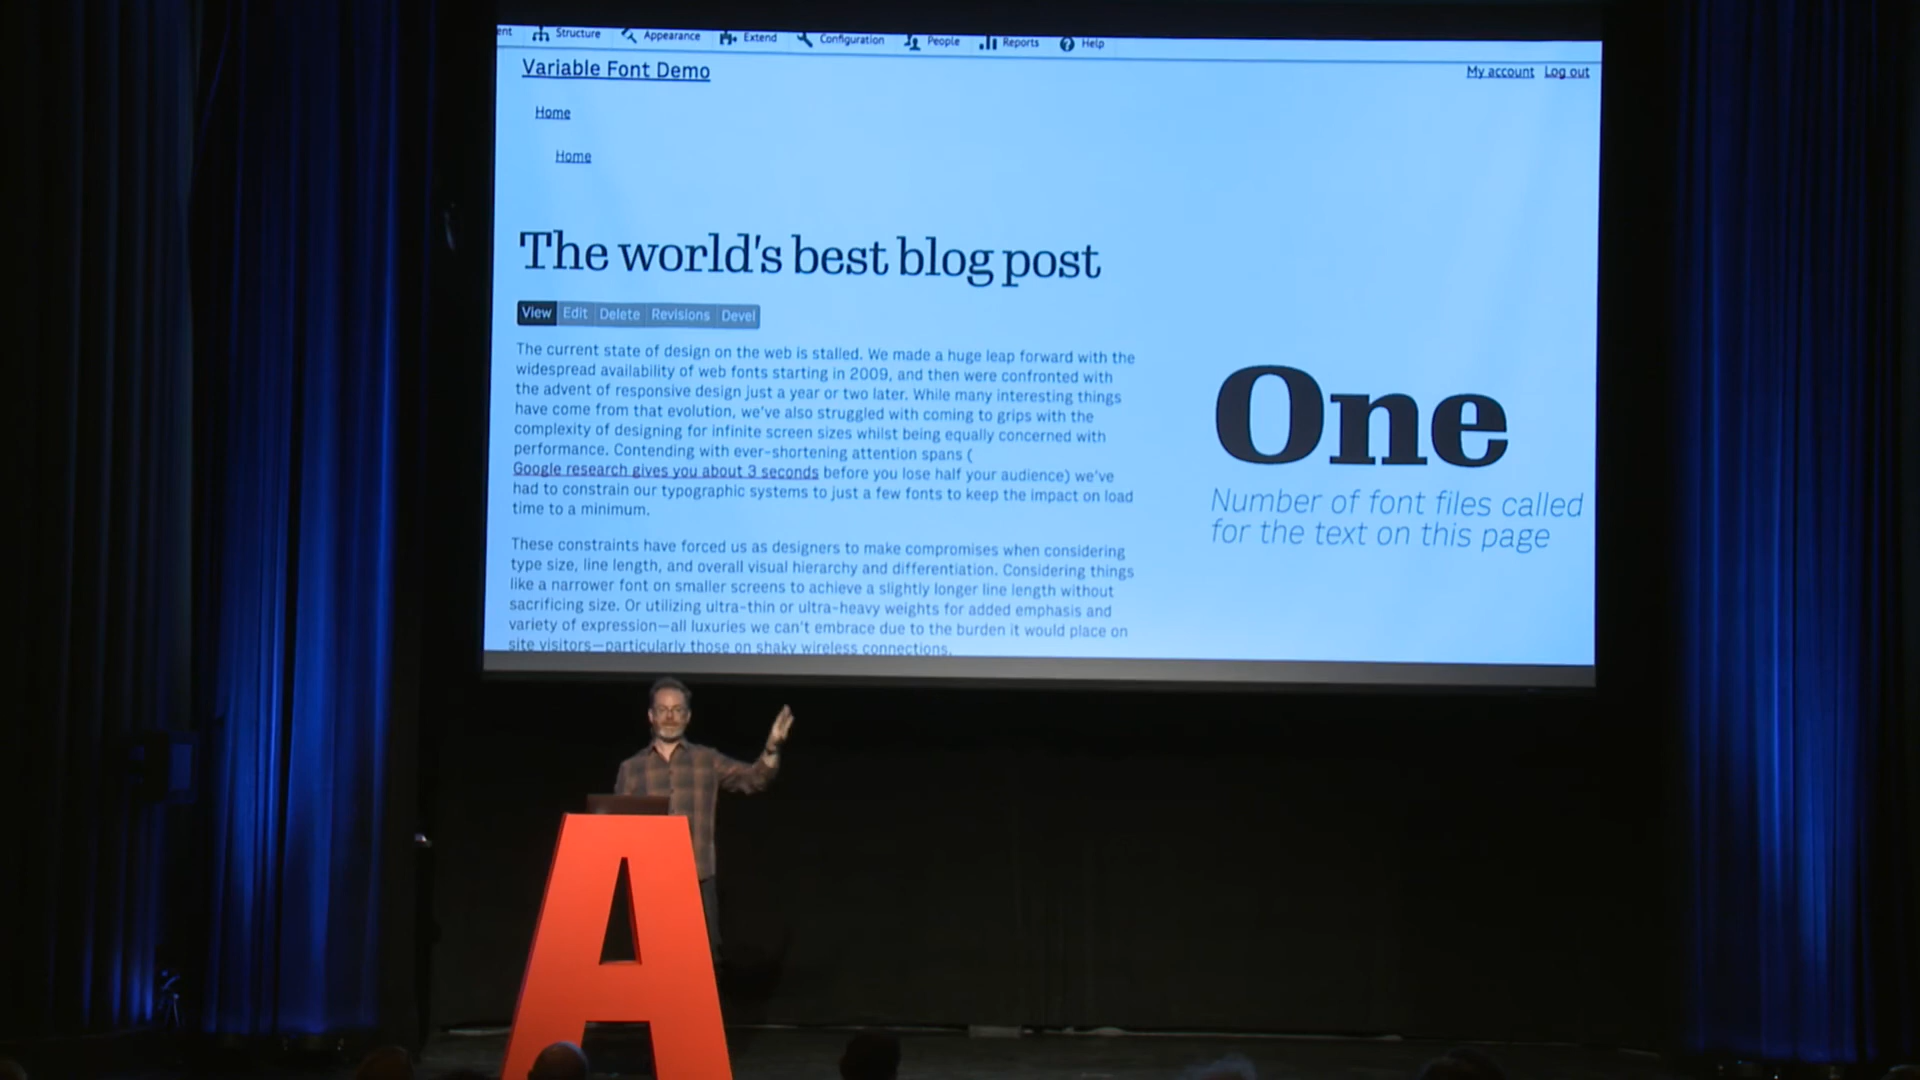 ent Structure Appearance Extend Configuration People Reports Help
Variable Font Demo
My account Log out
Home
Home
The world's best blog post
View Edit Delete Revisions Devel
The current state of design on the web is stalled. We made a huge leap forward with the
widespread availability of web fonts starting in 2009, and then were confronted with
the advent of responsive design just a year or two later. While many interesting things
have come from that evolution, we've also struggled with coming to grips with the
complexity of designing for infinite screen sizes whilst being equally concerned with
performance. Contending with ever-shortening attention spans (
Google research gives you about 3 seconds before you lose half your audience) we've
had to constrain our typographic systems to just a few fonts to keep the impact on load
time to a minimum.
These constraints have forced us as designers to make compromises when considering
type size, line length, and overall visual hierarchy and differentiation. Considering things
like a narrower font on smaller screens to achieve a slightly longer line length without
sacrificing size. Or utilizing ultra-thin or ultra-heavy weights for added emphasis and
variety of expression—all luxuries we can't embrace due to the burden it would place on
site visitors—particularly those on shaky wireless connections.
One
Number of font files called
for the text on this page
A